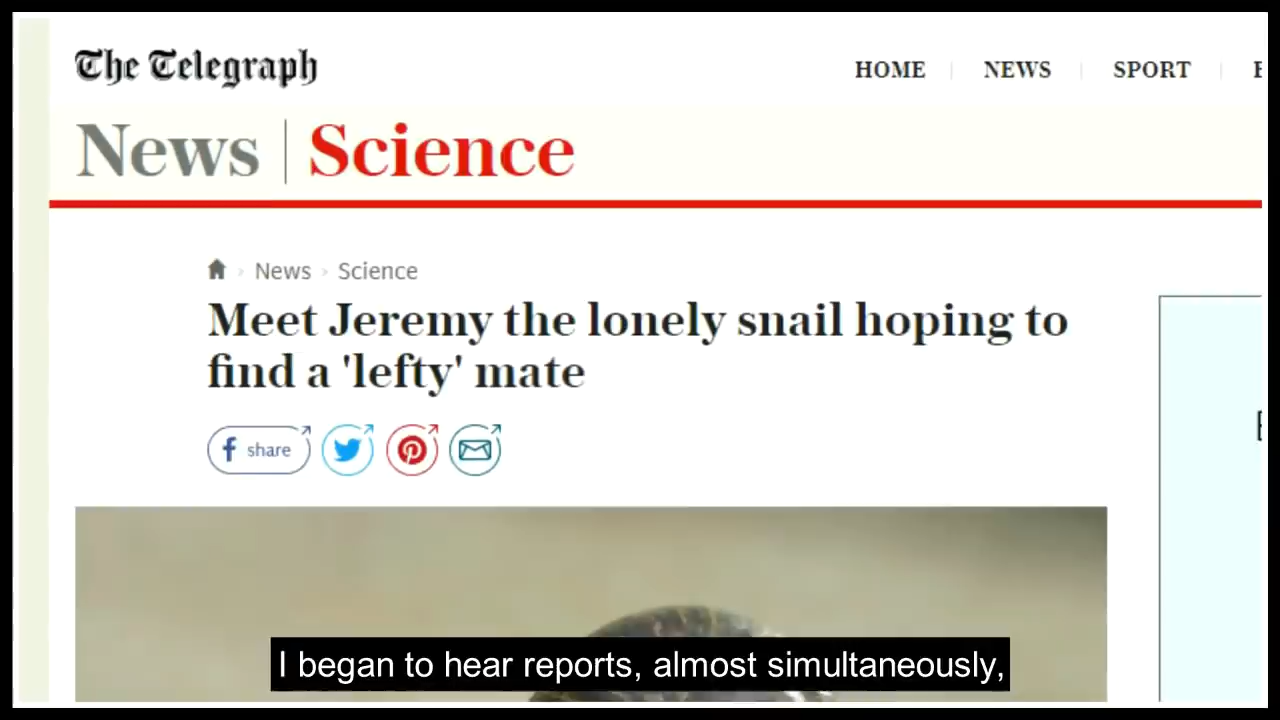 The Telegraph
HOME NEWS SPORT
News Science
News Science
Meet Jeremy the lonely snail hoping to
find a 'lefty' mate
share
I began to hear reports, almost simultaneously,